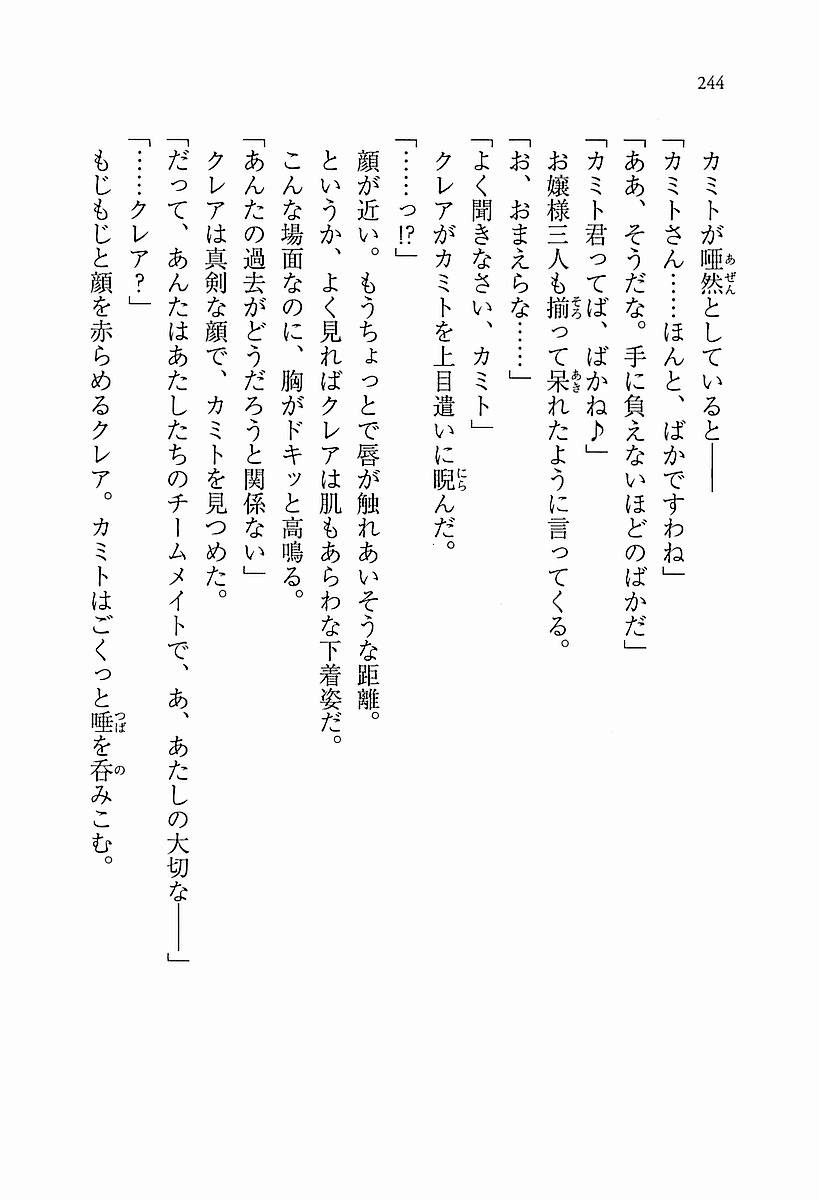 244
カミトが唖然としていると――
「カミトさん……ほんと、ばかですわね」
「ああ、そうだな。手に負えないほどのばかだ」
「カミト君ってば、ばかね♪」
お嬢様三人も揃って呆れたように言ってくる。
「お、おまえらな……」
「よく聞きなさい、カミト」
クレアがカミトを上目遣いに睨んだ。
「……っ!?」
顔が近い。もうちょっとで唇が触れあいそうな距離。
というか、よく見ればクレアは肌もあらわな下着姿だ。
こんな場面なのに、胸がドキッと高鳴る。
「あんたの過去がどうだろうと関係ない」
クレアは真剣な顔で、カミトを見つめた。
「だって、あんたはあたしたちのチームメイトで、あ、あたしの大切な――」
「……クレア?」
もじもじと顔を赤らめるクレア。カミトはごくっと唾を呑みこむ。